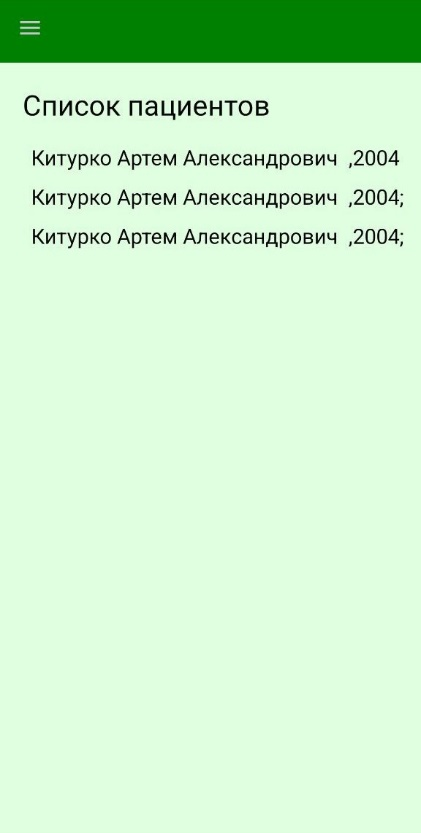 Список пациентов
Китурко Артем Александрович  ,2004
Китурко Артем Александрович  ,2004;
Китурко Артем Александрович  ,2004;